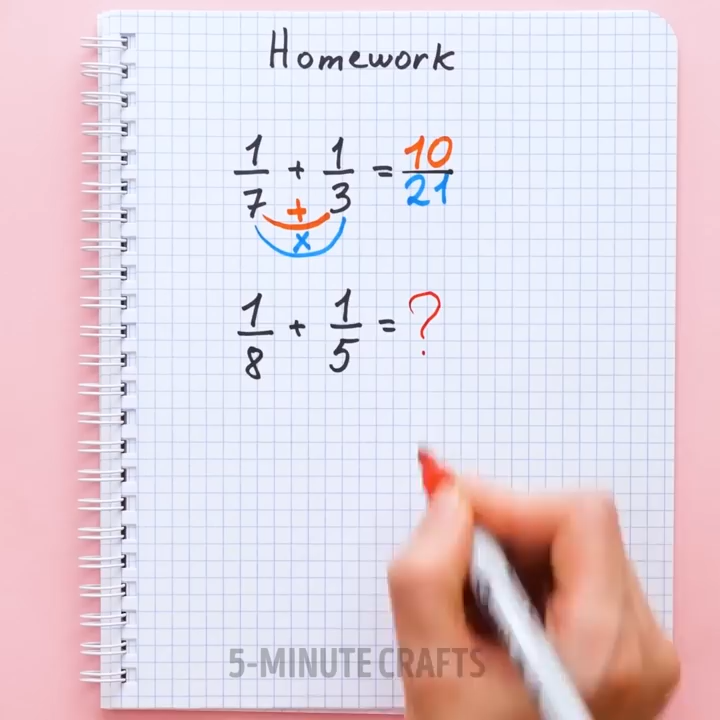 Homework
1/7 + 1/3 = 10/21
+
x
1/8 + 1/5 = ?
5-MINUTE CRAFTS